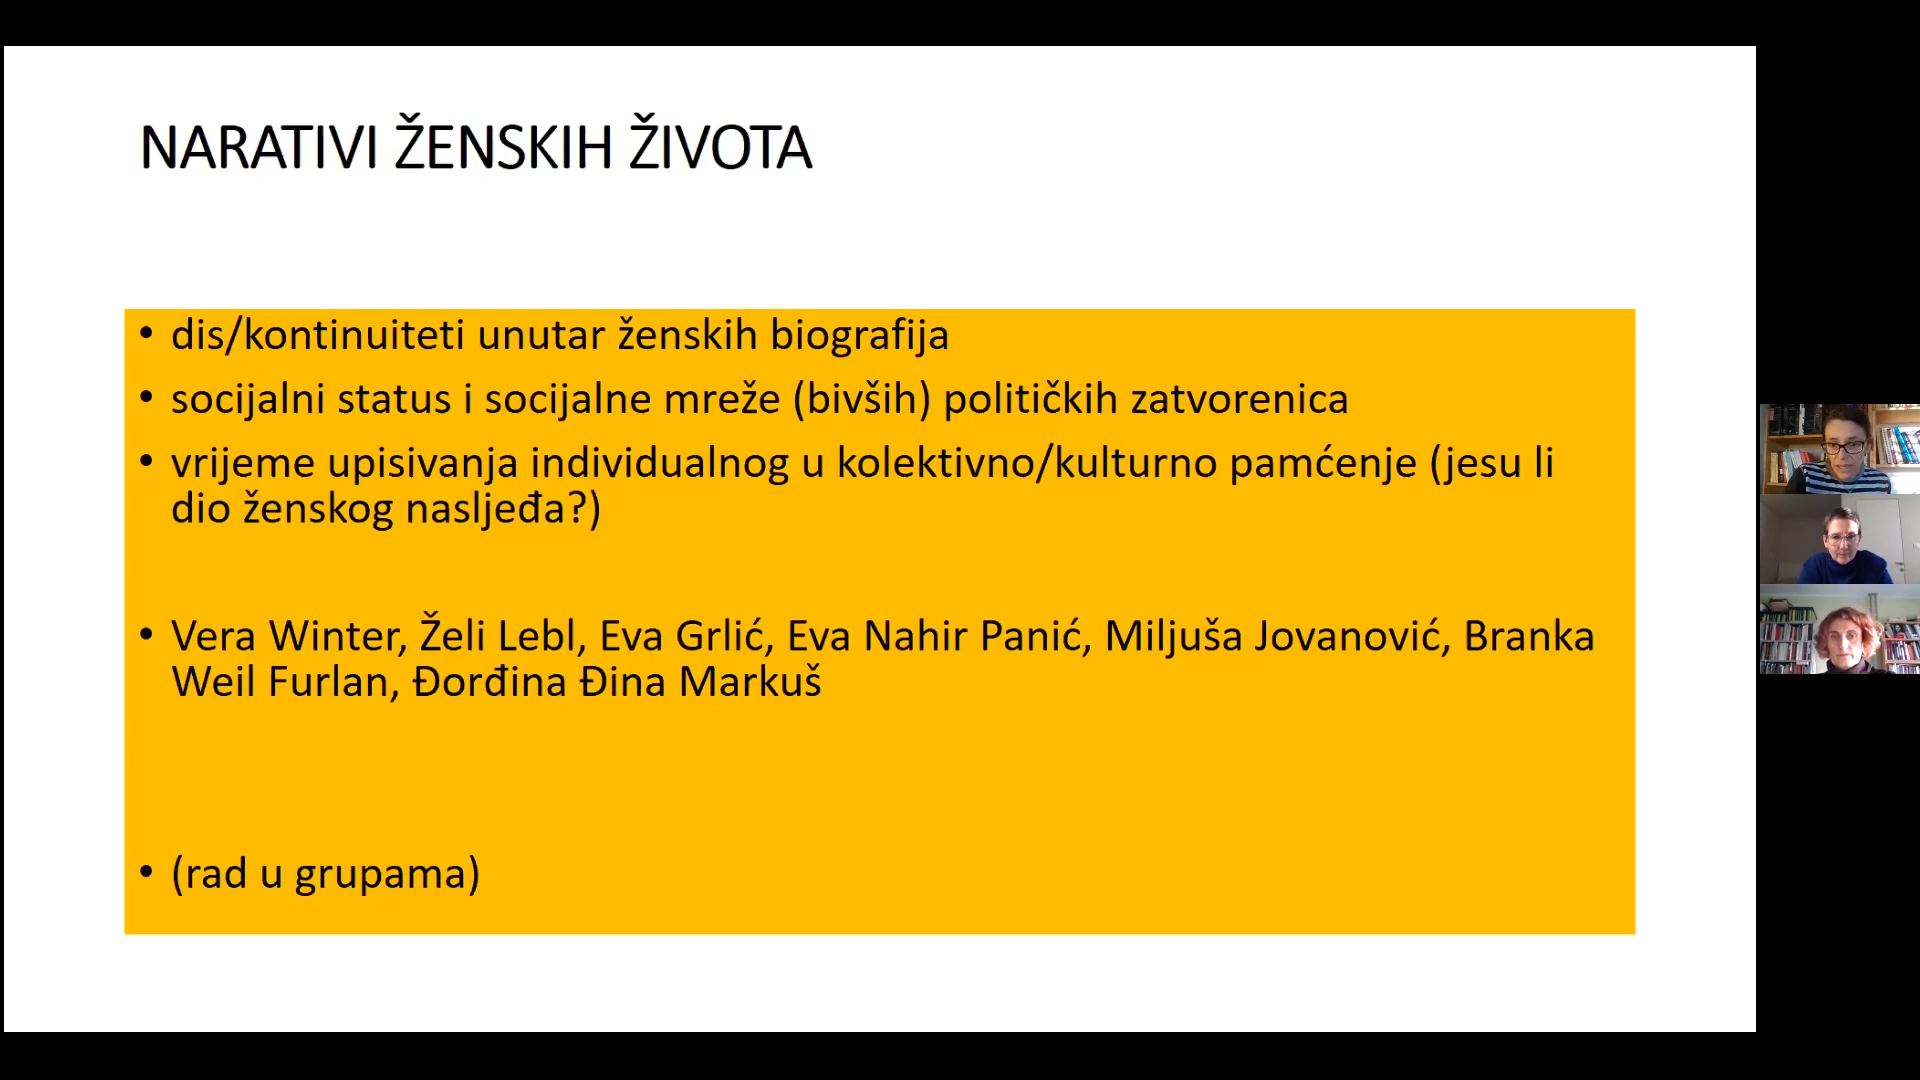 NARATIVI ŽENSKIH ŽIVOTA
• dis/kontinuiteti unutar ženskih biografija
• socijalni status i socijalne mreže (bivših) političkih zatvorenica
• vrijeme upisivanja individualnog u kolektivno/kulturno pamćenje (jesu li
dio ženskog nasljeđa?)
• Vera Winter, Želi Lebl, Eva Grlić, Eva Nahir Panić, Miljuša Jovanović, Branka
Weil Furlan, Đorđina Đina Markuš
• (rad u grupama)